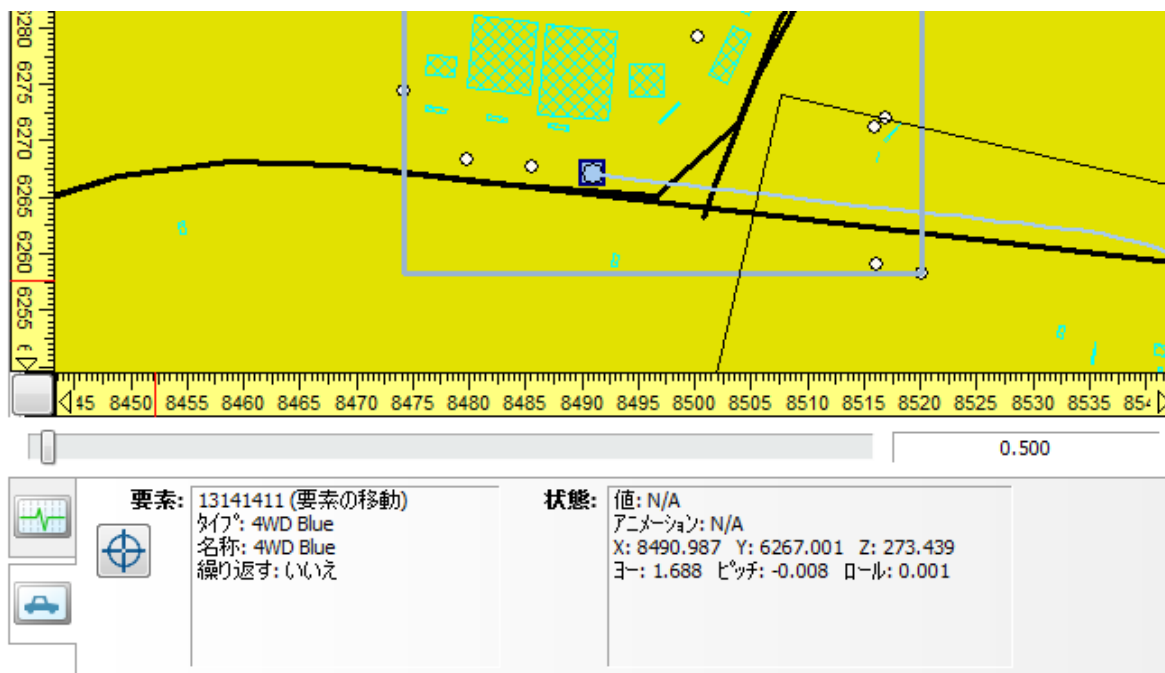 6280
6275
6270
6265
6260
6255
45 8450 8455 8460 8465 8470 8475 8480 8485 8490 8495 8500 8505 8510 8515 8520 8525 8530 8535 854
0.500
要素: 13141411 (要素の移動)
ﾀｲﾌﾟ: 4WD Blue
名称: 4WD Blue
繰り返す: いいえ
状態: 値: N/A
ｱﾆﾒｰｼｮﾝ: N/A
X: 8490.987 Y: 6267.001 Z: 273.439
ﾖｰ: 1.688 ﾋﾟｯﾁ: -0.008 ﾛｰﾙ: 0.001